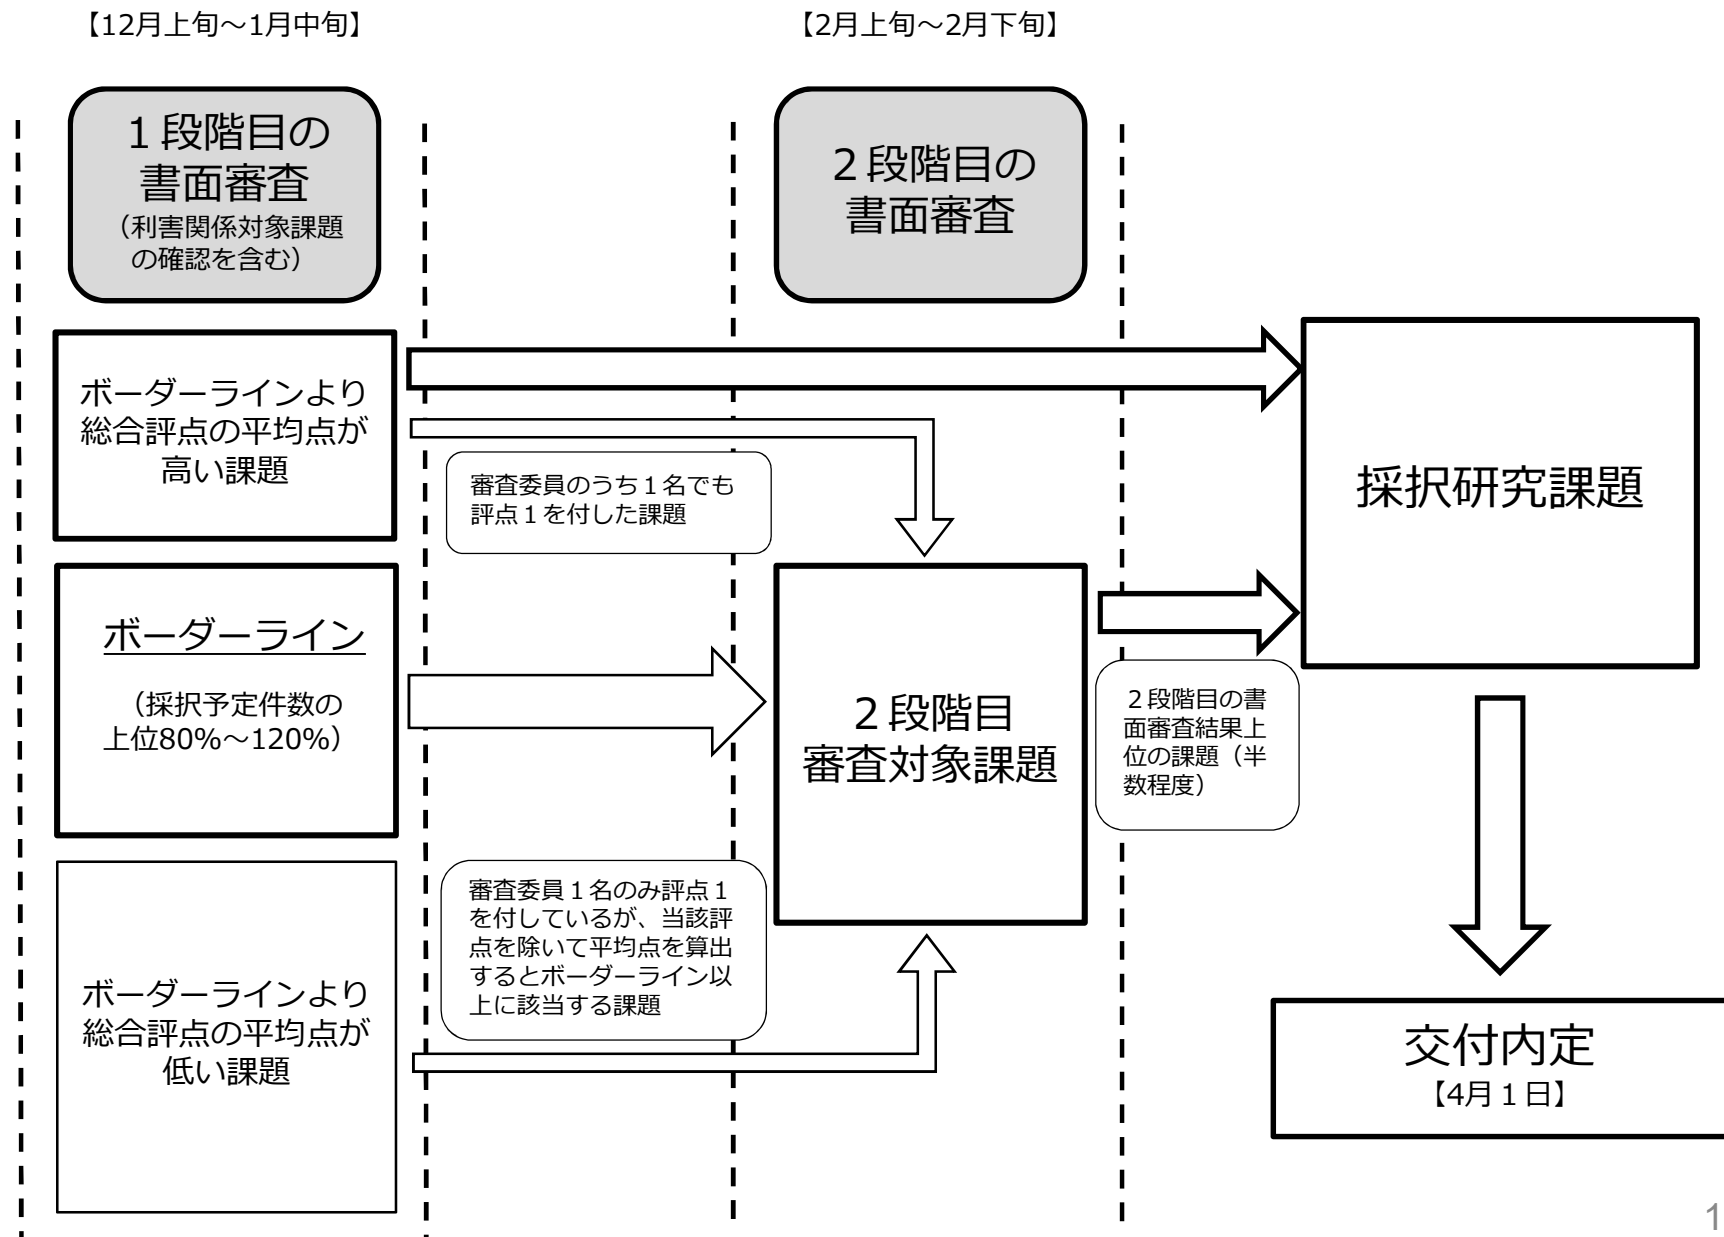 【12月上旬～1月中旬】
【2月上旬～2月下旬】
１段階目の
書面審査
（利害関係対象課題
の確認を含む）
２段階目の
書面審査
ボーダーラインより
総合評点の平均点が
高い課題
審査委員のうち１名でも
評点１を付した課題
採択研究課題
ボーダーライン
（採択予定件数の
上位80%～120%）
２段階目
審査対象課題
２段階目の書
面審査結果上
位の課題（半
数程度）
審査委員１名のみ評点１
を付しているが、当該評
点を除いて平均点を算出
するとボーダーライン以
上に該当する課題
ボーダーラインより
総合評点の平均点が
低い課題
交付内定
【4月１日】
1